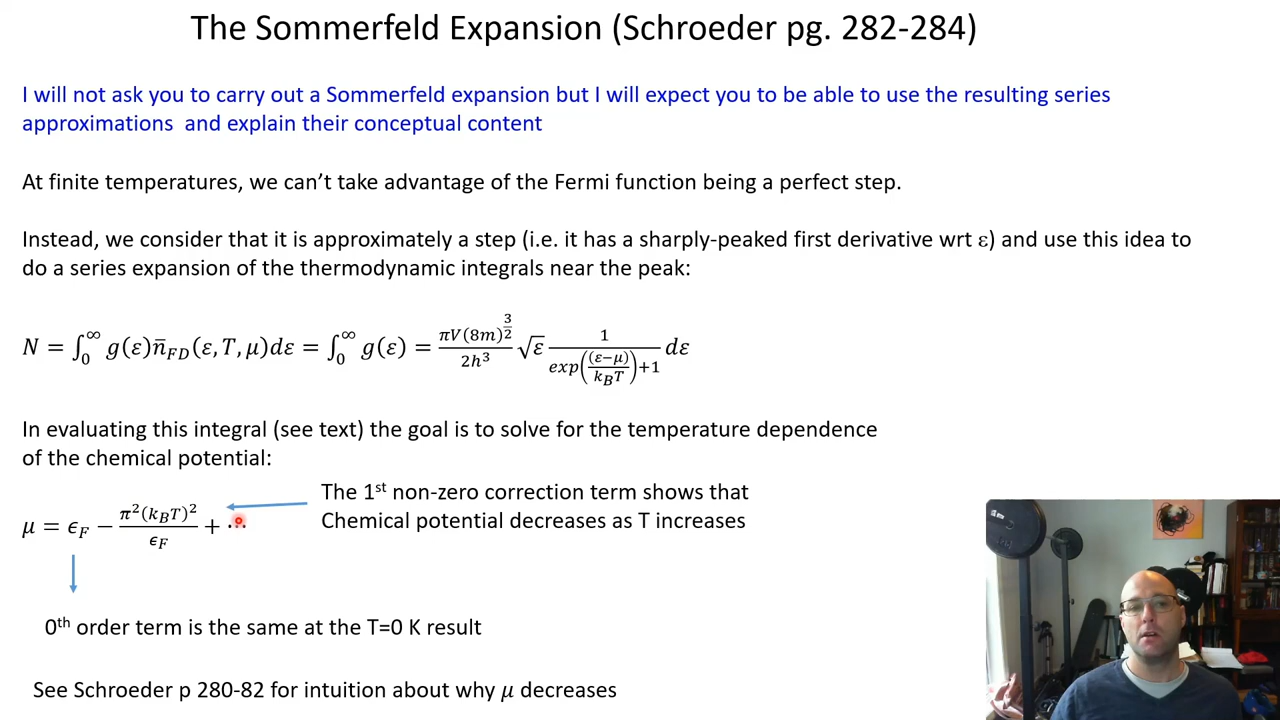 The Sommerfeld Expansion (Schroeder pg. 282-284)
I will not ask you to carry out a Sommerfeld expansion but I will expect you to be able to use the resulting series
approximations and explain their conceptual content
At finite temperatures, we can’t take advantage of the Fermi function being a perfect step.
Instead, we consider that it is approximately a step (i.e. it has a sharply-peaked first derivative wrt ε) and use this idea to
do a series expansion of the thermodynamic integrals near the peak:
N = ∫₀^∞ g(ε)n̄_FD(ε, T, μ)dε = ∫₀^∞ g(ε) = \frac{πV(8m)^{3/2}}{2h³} √ε \frac{1}{exp(\frac{(ε−μ)}{k_BT})+1} dε
In evaluating this integral (see text) the goal is to solve for the temperature dependence
of the chemical potential:
The 1st non-zero correction term shows that
Chemical potential decreases as T increases
μ = ϵ_F − \frac{π²(k_BT)²}{ϵ_F} + ⋯
0th order term is the same at the T=0 K result
See Schroeder p 280-82 for intuition about why μ decreases